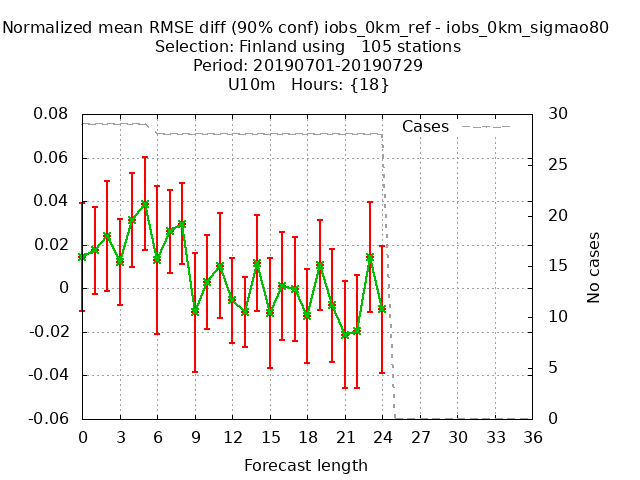 Normalized mean RMSE diff (90% conf) iobs_0km_ref - iobs_0km_sigmao80
Selection: Finland using   105 stations
Period: 20190701-20190729
U10m   Hours: {18}
0.08
0.06
0.04
0.02
0
-0.02
-0.04
-0.06
Cases
30
25
20
15
10
5
0
No cases
0 3 6 9 12 15 18 21 24 27 30 33 36
Forecast length